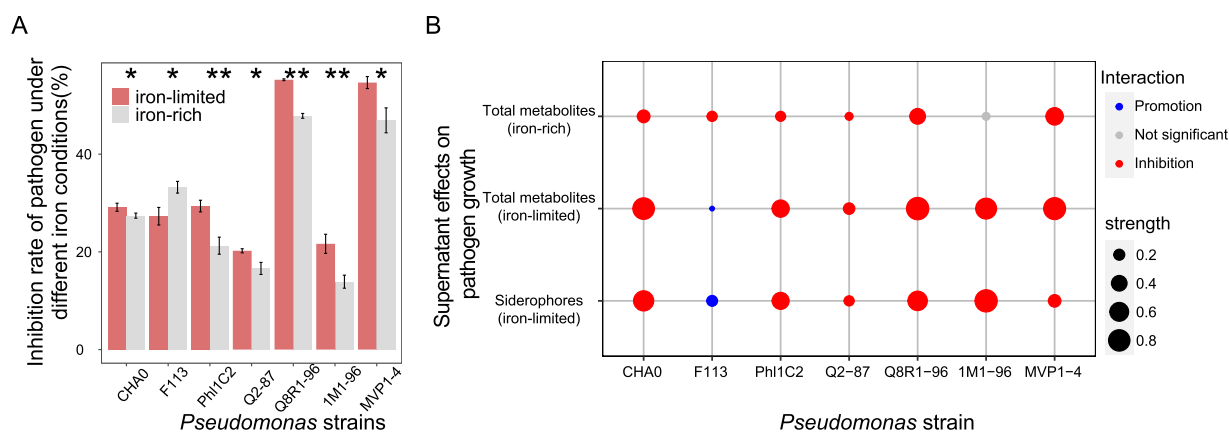 A
Inhibition rate of pathogen under
different iron conditions(%)
* * ** * ** ** *
iron-limited
iron-rich
40
20
0
CHA0
F113
Phl1C2
Q2-87
Q8R1-96
1M1-96
MVP1-4
Pseudomonas strains
B
Supernatant effects on
pathogen growth
Total metabolites
(iron-rich)
Total metabolites
(iron-limited)
Siderophores
(iron-limited)
CHA0
F113
Phl1C2
Q2-87
Q8R1-96
1M1-96
MVP1-4
Pseudomonas strain
Interaction
Promotion
Not significant
Inhibition
strength
0.2
0.4
0.6
0.8